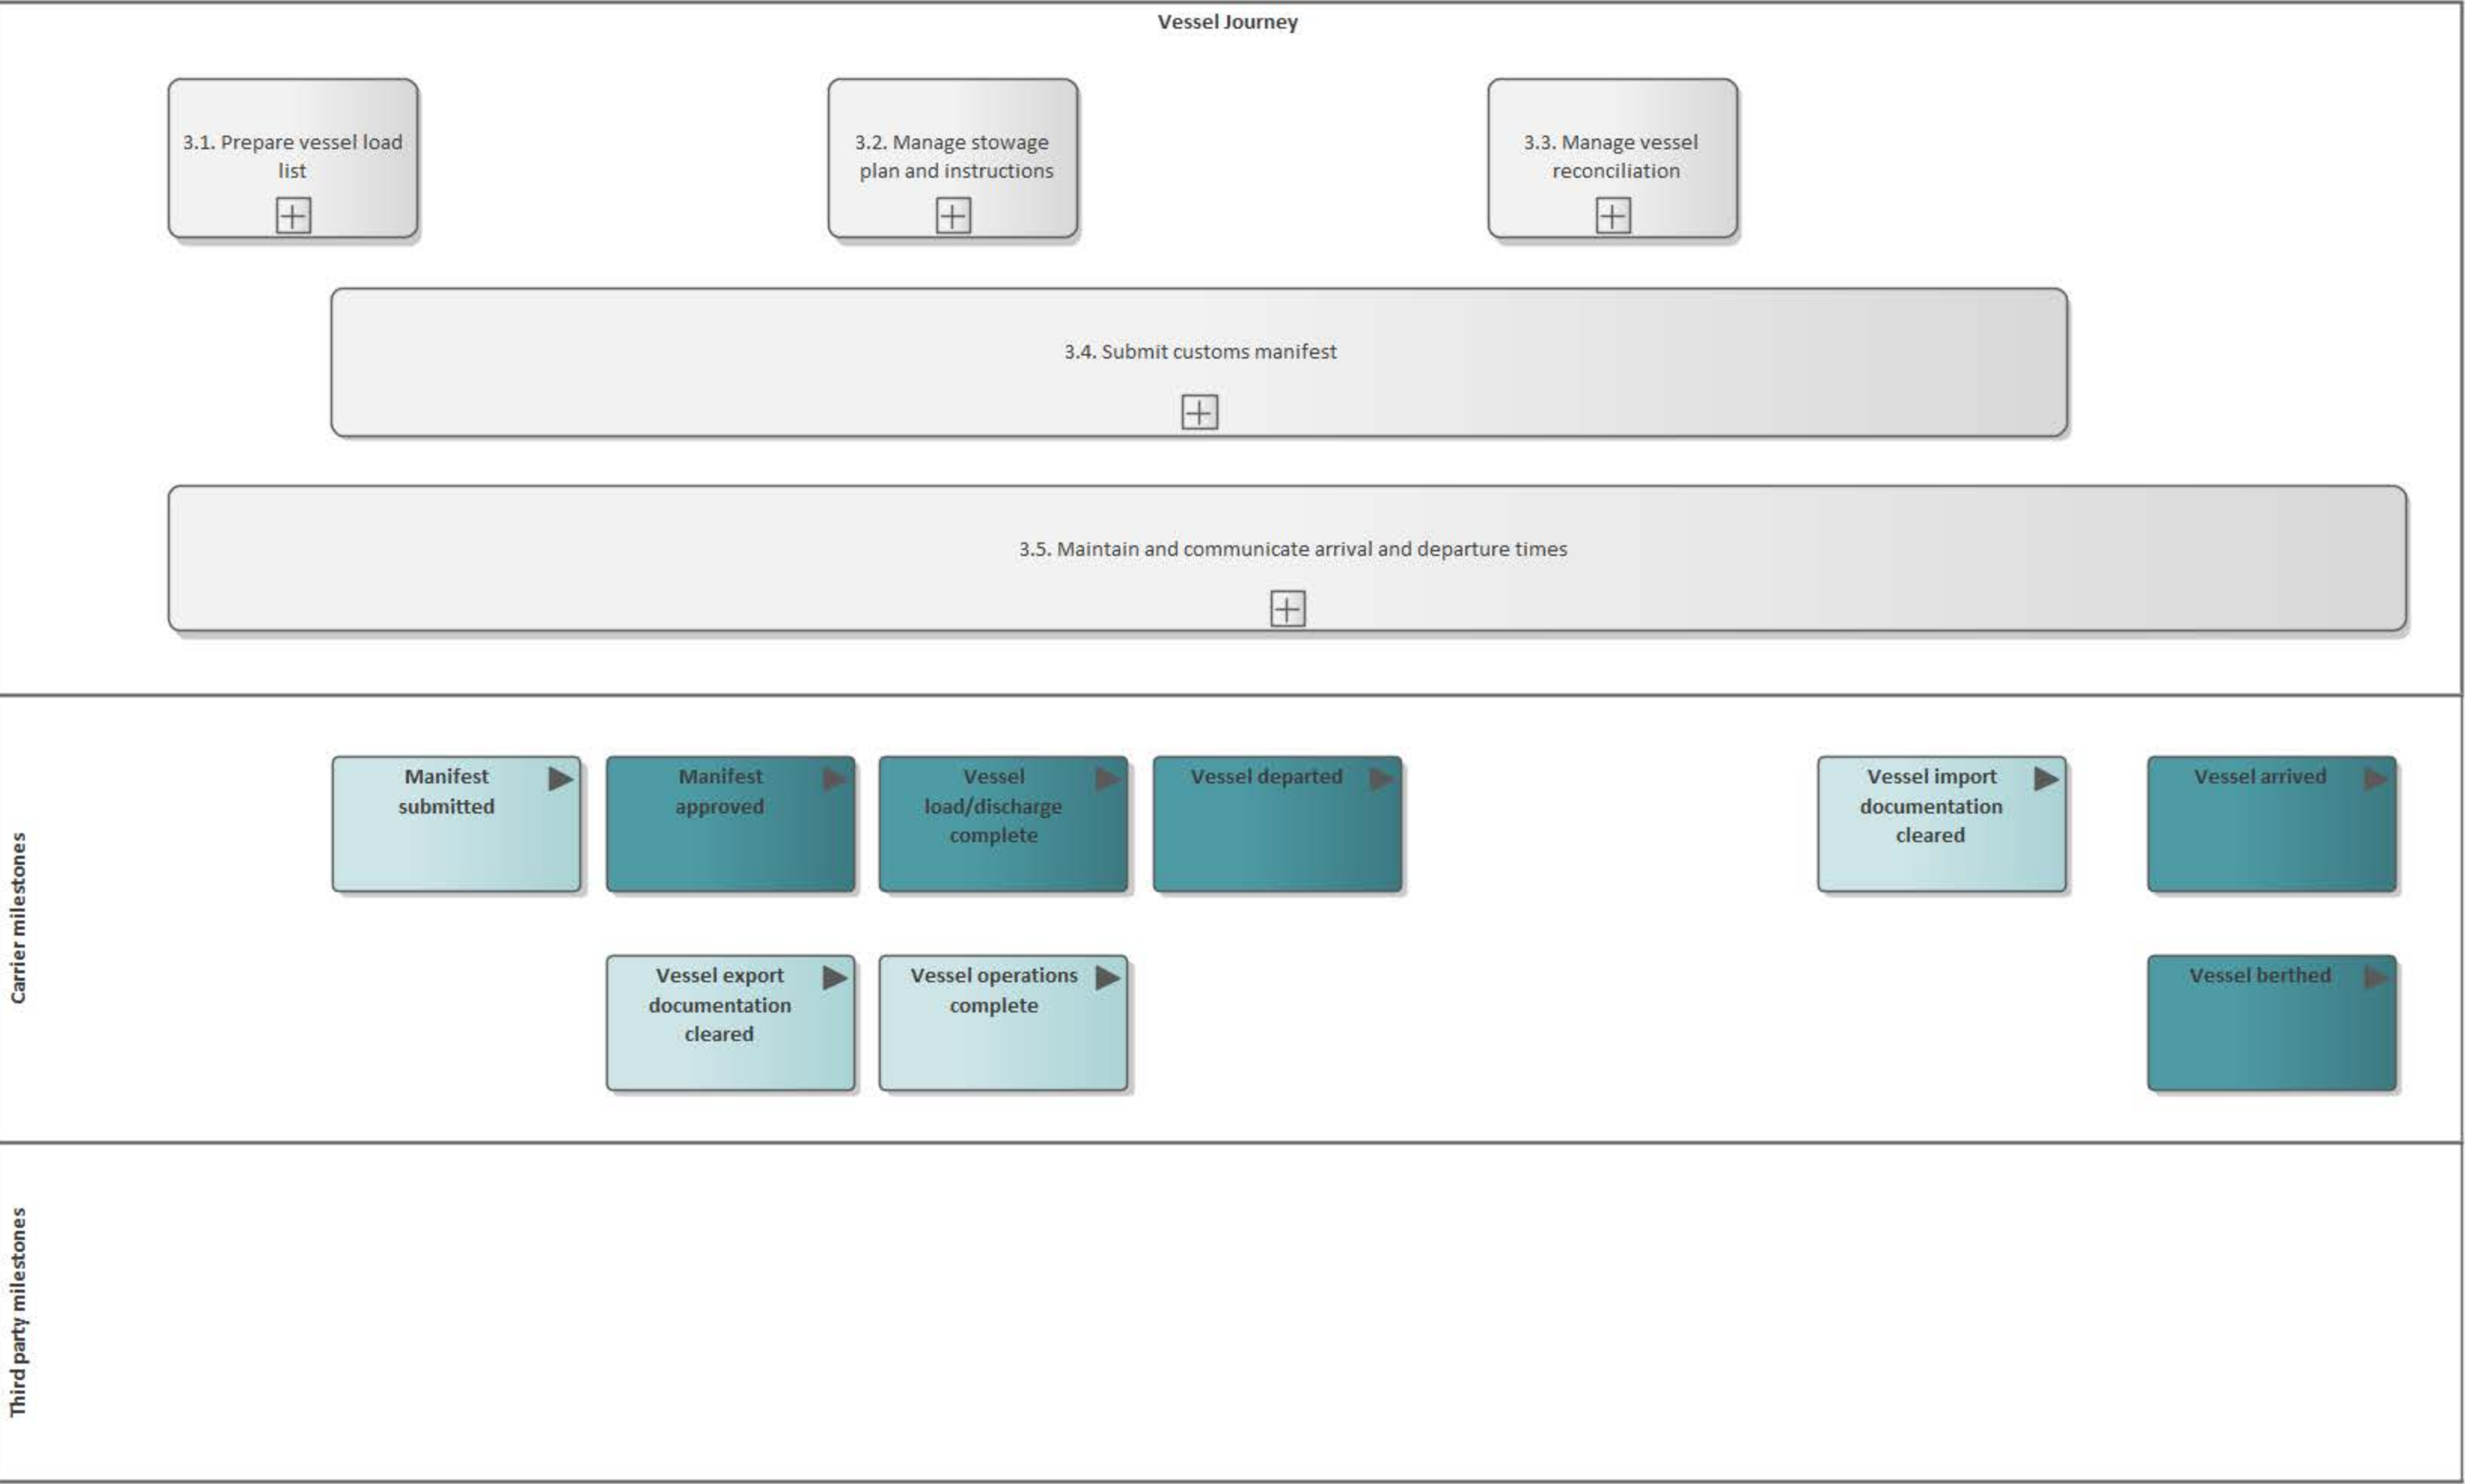 Vessel Journey
3.1. Prepare vessel load
list
3.2. Manage stowage
plan and instructions
3.3. Manage vessel
reconciliation
3.4. Submit customs manifest
3.5. Maintain and communicate arrival and departure times
Carrier milestones
Manifest
submitted
Manifest
approved
Vessel
load/discharge
complete
Vessel departed
Vessel import
documentation
cleared
Vessel arrived
Vessel export
documentation
cleared
Vessel operations
complete
Vessel berthed
Third party milestones